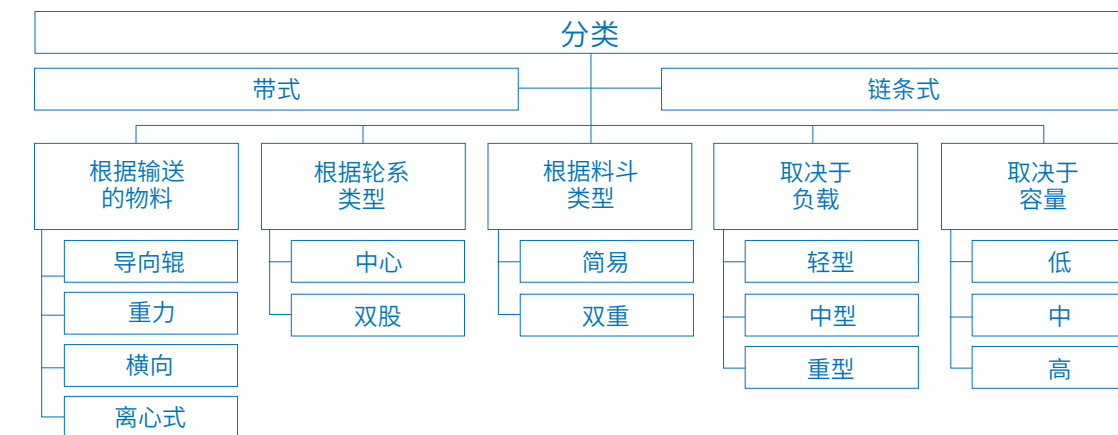 分类
带式
链条式
根据输送
的物料
根据轮系
类型
根据料斗
类型
取决于
负载
取决于
容量
导向辊
重力
横向
离心式
中心
双股
简易
双重
轻型
中型
重型
低
中
高